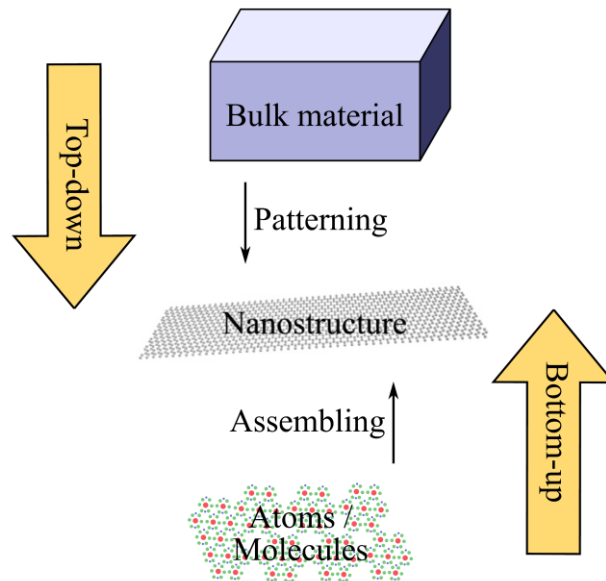 Bulk material
Top-down
Patterning
Nanostructure
Assembling
Bottom-up
Atoms /
Molecules